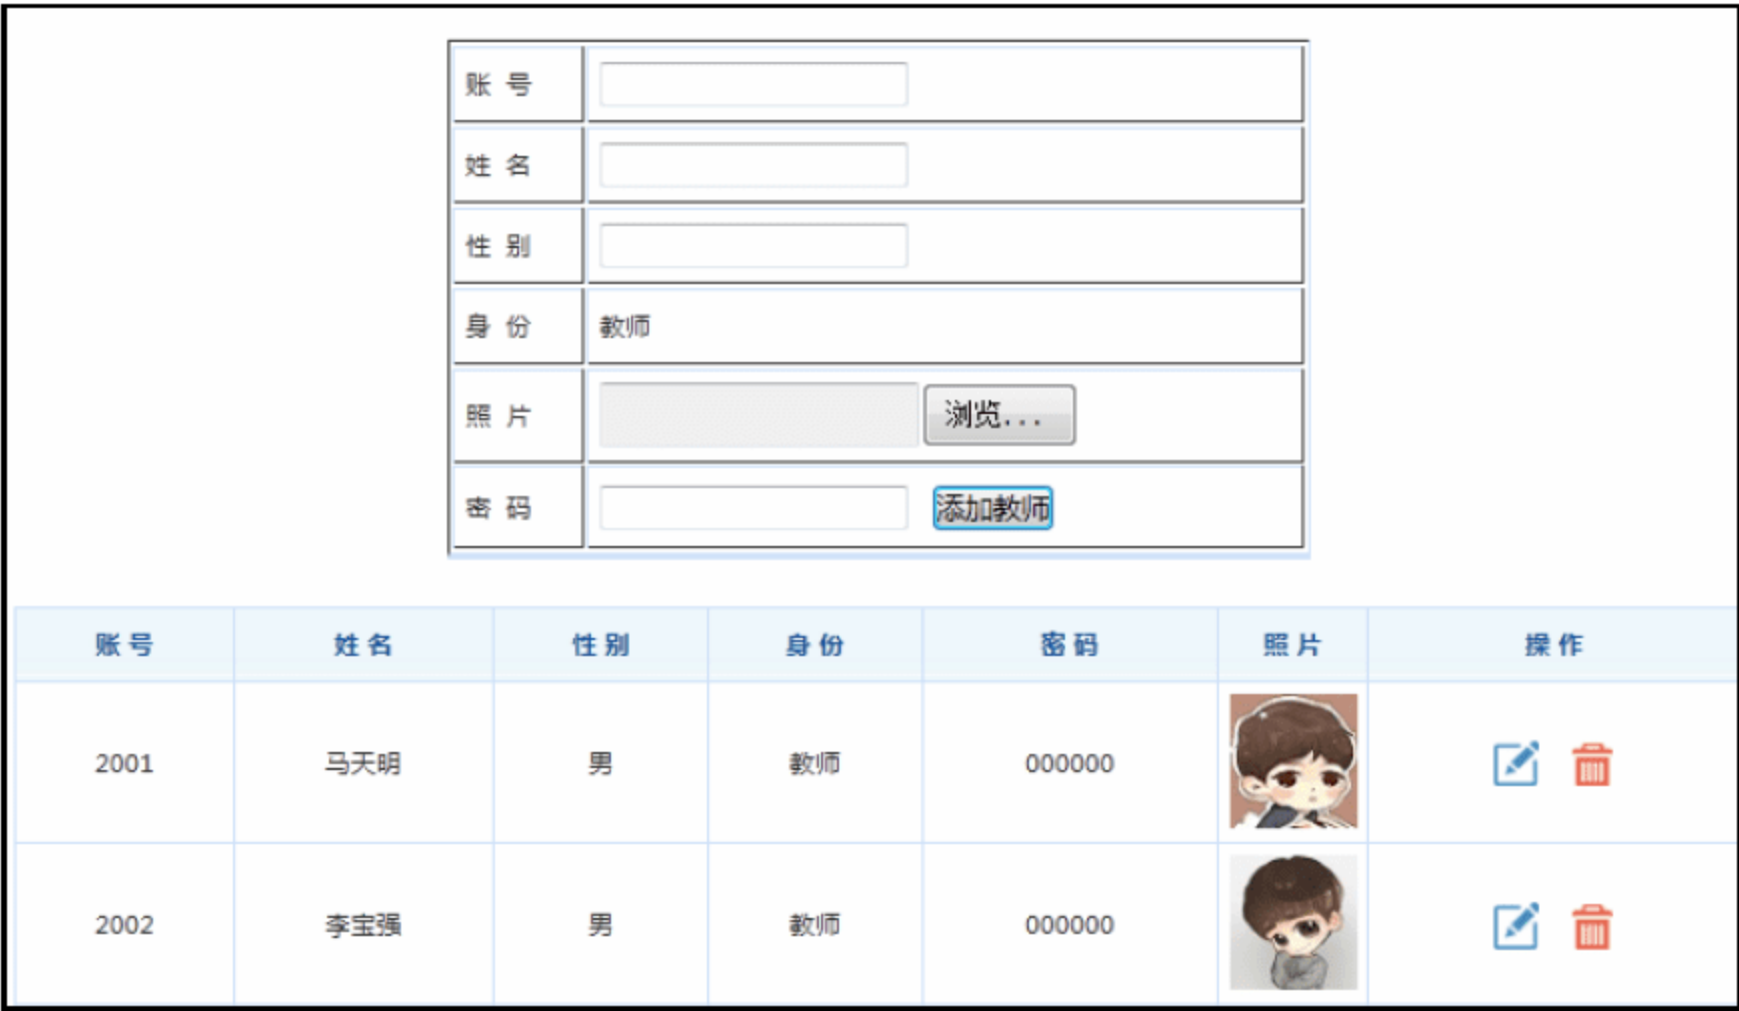 账 号
姓 名
性 别
身 份 教师
照 片 浏览...
密 码 添加教师
账 号 姓 名 性 别 身 份 密 码 照 片 操 作
2001 马天明 男 教师 000000
2002 李宝强 男 教师 000000